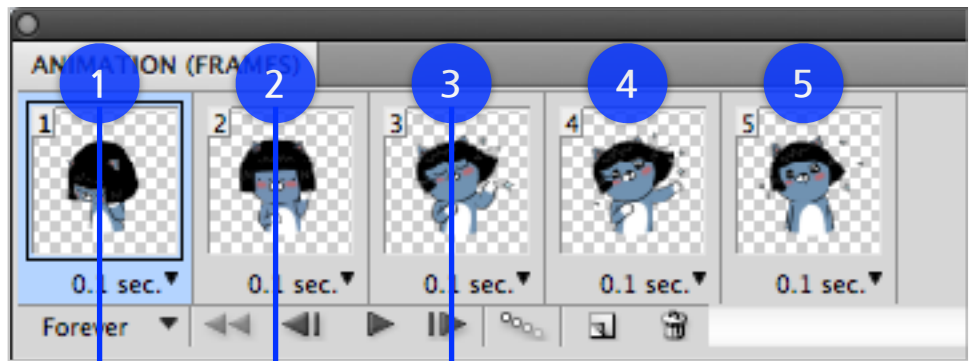 ANIMATION (FRAMES)
1 2 3 4 5
1 2 3 4 5
0.1 sec. 0.1 sec. 0.1 sec. 0.1 sec. 0.1 sec.
Forever